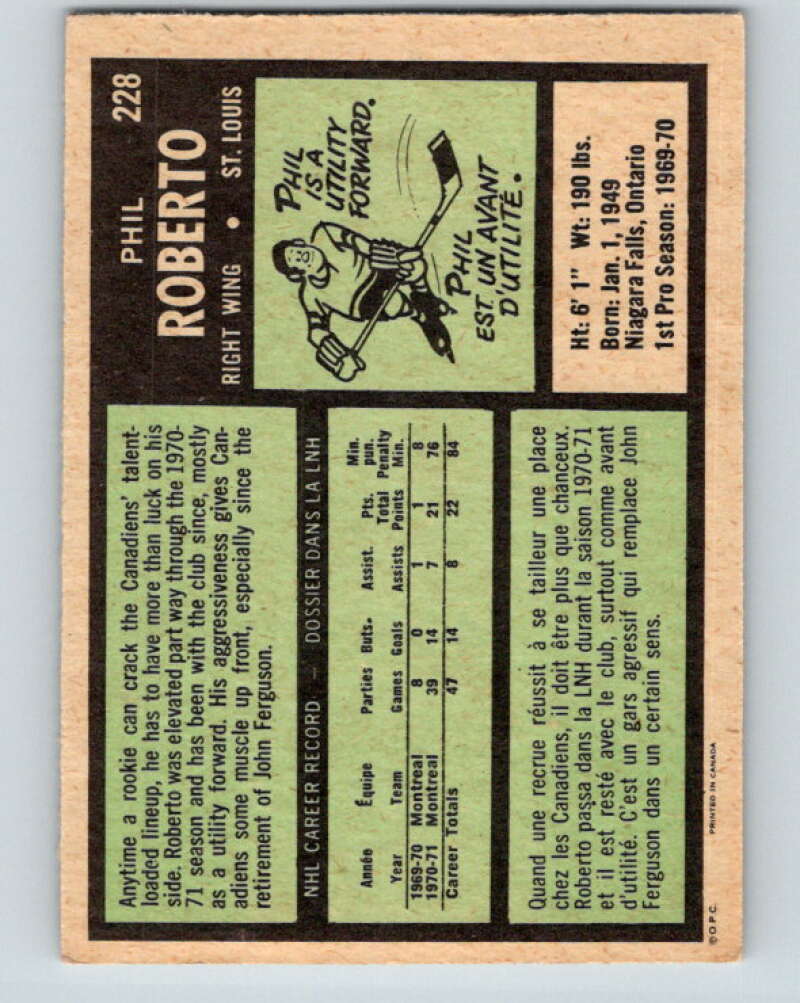 PHIL 228
ROBERTO
RIGHT WING • ST. LOUIS
Anytime a rookie can crack the Canadiens' talent-
loaded lineup, he has to have more than luck on his
side. Roberto was elevated part way through the 1970-
71 season and has been with the club since, mostly
as a utility forward. His aggressiveness gives Can-
adiens some muscle up front, especially since the
retirement of John Ferguson.
PHIL
IS A
UTILITY
FORWARD.
PHIL
EST UN AVANT
D'UTILITÉ.
NHL CAREER RECORD — DOSSIER DANS LA LNH
Année Équipe Parties Buts. Assist. Pts. Total Min. pun.
Year Team Games Goals Assists Points Penalty Min.
1969-70 Montreal 8 0 1 1 8
1970-71 Montreal 39 14 7 21 76
Career Totals 47 14 8 22 84
Ht: 6' 1" Wt: 190 lbs.
Born: Jan. 1, 1949
Niagara Falls, Ontario
1st Pro Season: 1969-70
Quand une recrue réussit à se tailleur une place
chez les Canadiens, il doit être plus que chanceux.
Roberto passa dans la LNH durant la saison 1970-71
et il est resté avec le club, surtout comme avant
d'utilité. C'est un gars agressif qui remplace John
Ferguson dans un certain sens.
©O.P.C. PRINTED IN CANADA